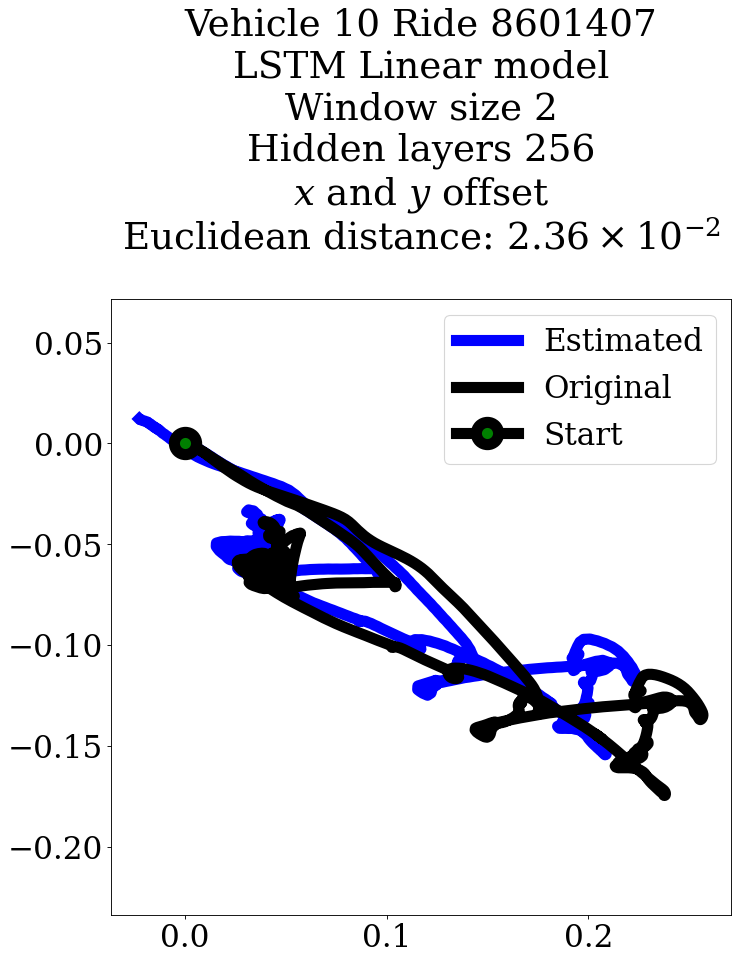 Vehicle 10 Ride 8601407
LSTM Linear model
Window size 2
Hidden layers 256
x and y offset
Euclidean distance: 2.36 × 10⁻²
Estimated
Original
Start
0.05
0.00
−0.05
−0.10
−0.15
−0.20
0.0 0.1 0.2